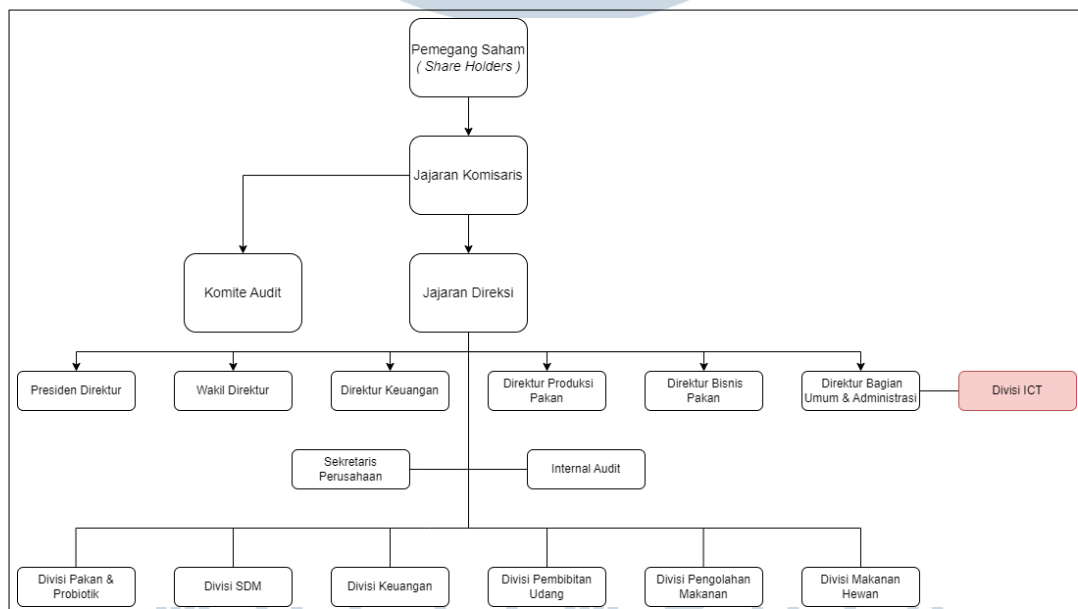 Pemegang Saham
( Share Holders )
Jajaran Komisaris
Komite Audit
Jajaran Direksi
Presiden Direktur
Wakil Direktur
Direktur Keuangan
Direktur Produksi
Pakan
Direktur Bisnis
Pakan
Direktur Bagian
Umum & Administrasi
Divisi ICT
Sekretaris
Perusahaan
Internal Audit
Divisi Pakan &
Probiotik
Divisi SDM
Divisi Keuangan
Divisi Pembibitan
Udang
Divisi Pengolahan
Makanan
Divisi Makanan
Hewan